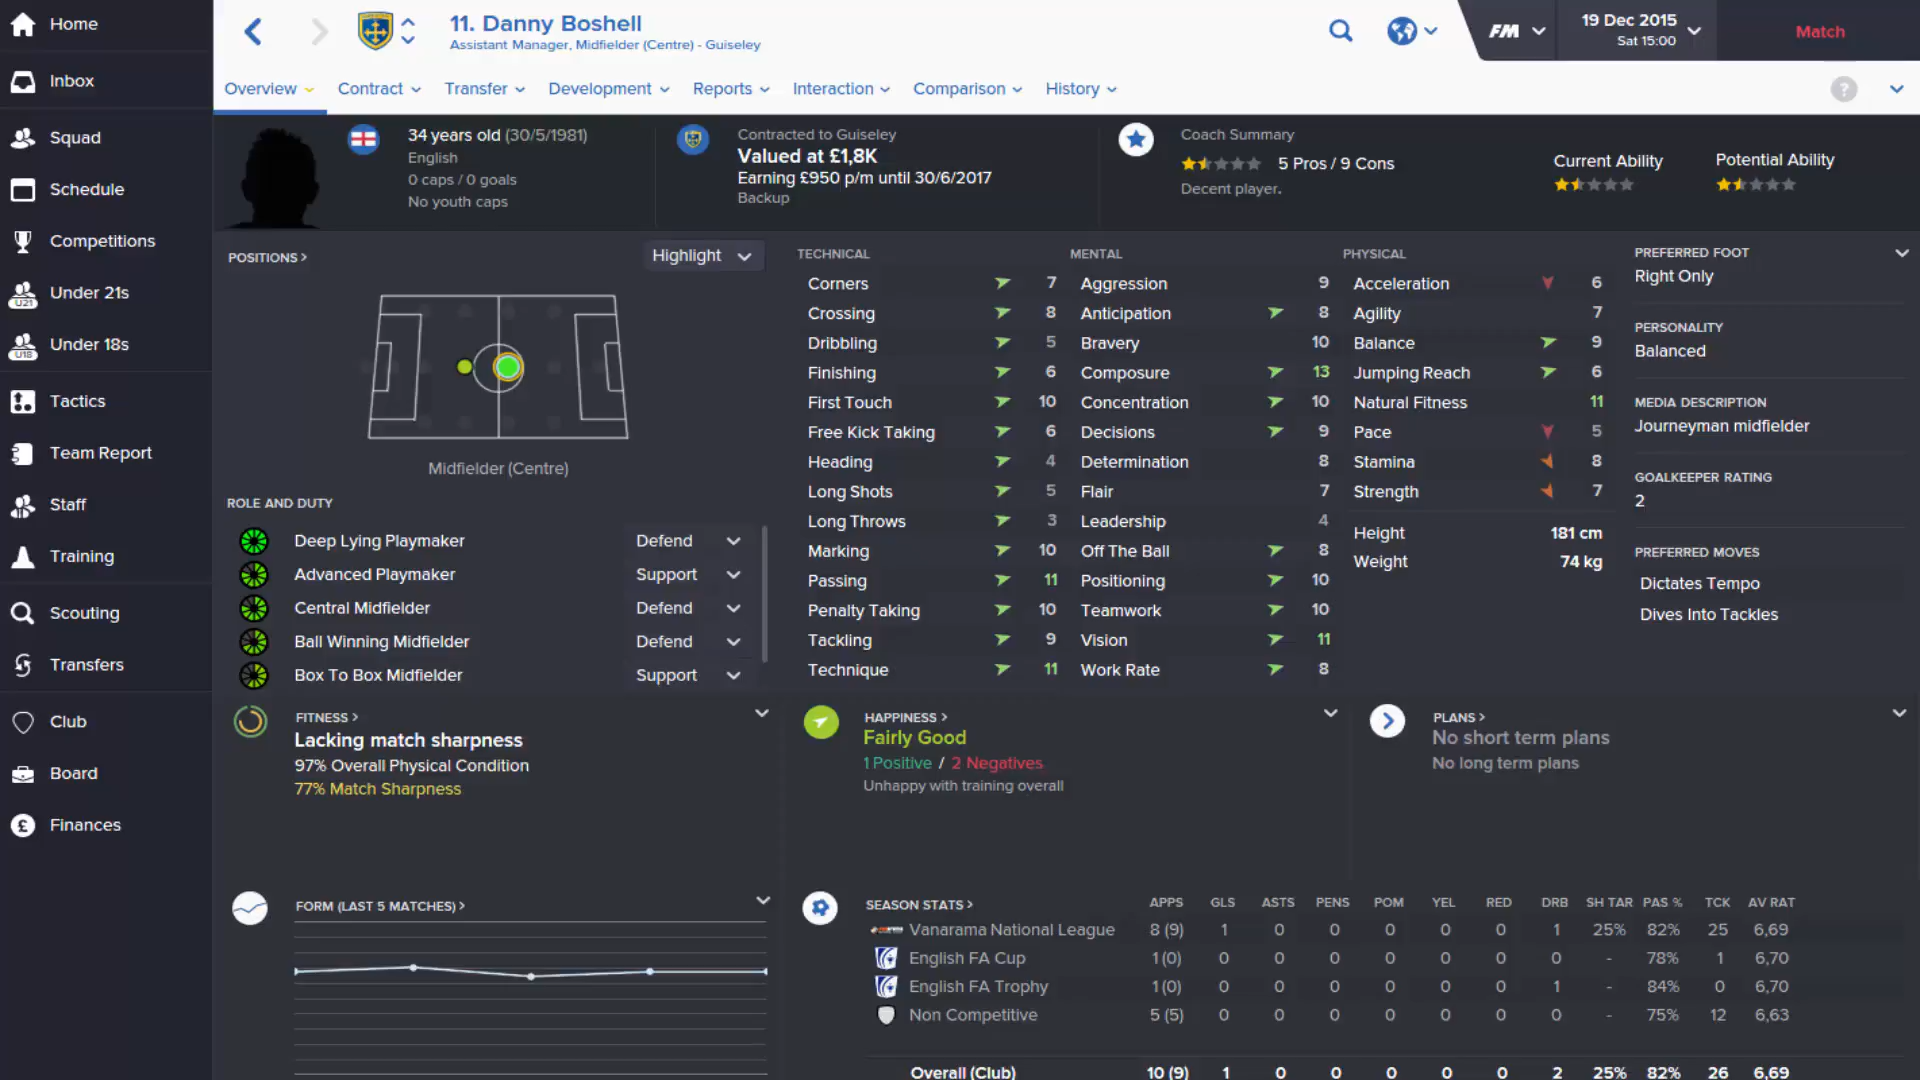 Home
Inbox
Squad
Schedule
Competitions
U21
Under 21s
U18
Under 18s
Tactics
Team Report
Staff
Training
Scouting
Transfers
Club
Board
Finances
11. Danny Boshell
Assistant Manager, Midfielder (Centre) - Guiseley
FM
19 Dec 2015
Sat 15:00
Match
Overview Contract Transfer Development Reports Interaction Comparison History
?
34 years old (30/5/1981)
English
0 caps / 0 goals
No youth caps
Contracted to Guiseley
Valued at £1,8K
Earning £950 p/m until 30/6/2017
Backup
Coach Summary
5 Pros / 9 Cons
Decent player.
Current Ability
Potential Ability
POSITIONS >
Highlight
Midfielder (Centre)
ROLE AND DUTY
Deep Lying Playmaker Defend
Advanced Playmaker Support
Central Midfielder Defend
Ball Winning Midfielder Defend
Box To Box Midfielder Support
TECHNICAL
Corners 7
Crossing 8
Dribbling 5
Finishing 6
First Touch 10
Free Kick Taking 6
Heading 4
Long Shots 5
Long Throws 3
Marking 10
Passing 11
Penalty Taking 10
Tackling 9
Technique 11
MENTAL
Aggression 9
Anticipation 8
Bravery 10
Composure 13
Concentration 10
Decisions 9
Determination 8
Flair 7
Leadership 4
Off The Ball 8
Positioning 10
Teamwork 10
Vision 11
Work Rate 8
PHYSICAL
Acceleration 6
Agility 7
Balance 9
Jumping Reach 6
Natural Fitness 11
Pace 5
Stamina 8
Strength 7
Height 181 cm
Weight 74 kg
PREFERRED FOOT
Right Only
PERSONALITY
Balanced
MEDIA DESCRIPTION
Journeyman midfielder
GOALKEEPER RATING
2
PREFERRED MOVES
Dictates Tempo
Dives Into Tackles
FITNESS >
Lacking match sharpness
97% Overall Physical Condition
77% Match Sharpness
HAPPINESS >
Fairly Good
1 Positive / 2 Negatives
Unhappy with training overall
PLANS >
No short term plans
No long term plans
FORM (LAST 5 MATCHES) >
SEASON STATS > APPS GLS ASTS PENS POM YEL RED DRB SH TAR PAS % TCK AV RAT
Vanarama National League 8 (9) 1 0 0 0 0 0 1 25% 82% 25 6,69
English FA Cup 1 (0) 0 0 0 0 0 0 0 - 78% 1 6,70
English FA Trophy 1 (0) 0 0 0 0 0 0 1 - 84% 0 6,70
Non Competitive 5 (5) 0 0 0 0 0 0 0 - 75% 12 6,63
Overall (Club) 10 (9) 1 0 0 0 0 0 2 25% 82% 26 6,69